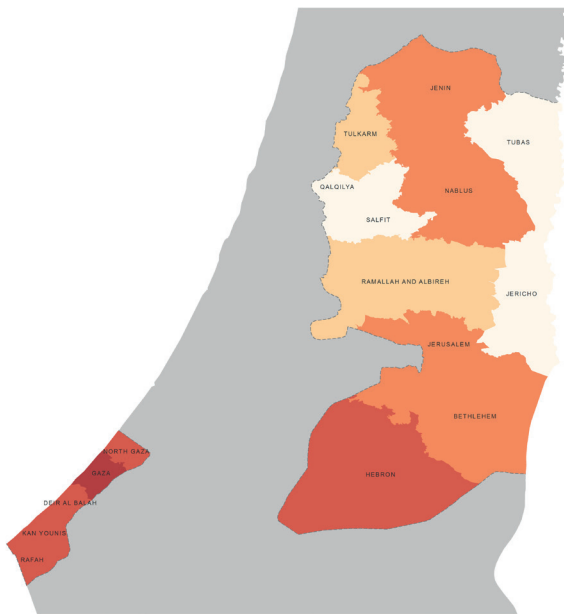 JENIN
TULKARM
TUBAS
QALQILYA
NABLUS
SALFIT
RAMALLAH AND ALBIREH
JERICHO
JERUSALEM
BETHLEHEM
NORTH GAZA
GAZA
HEBRON
DEIR AL BALAH
KAN YOUNIS
RAFAH